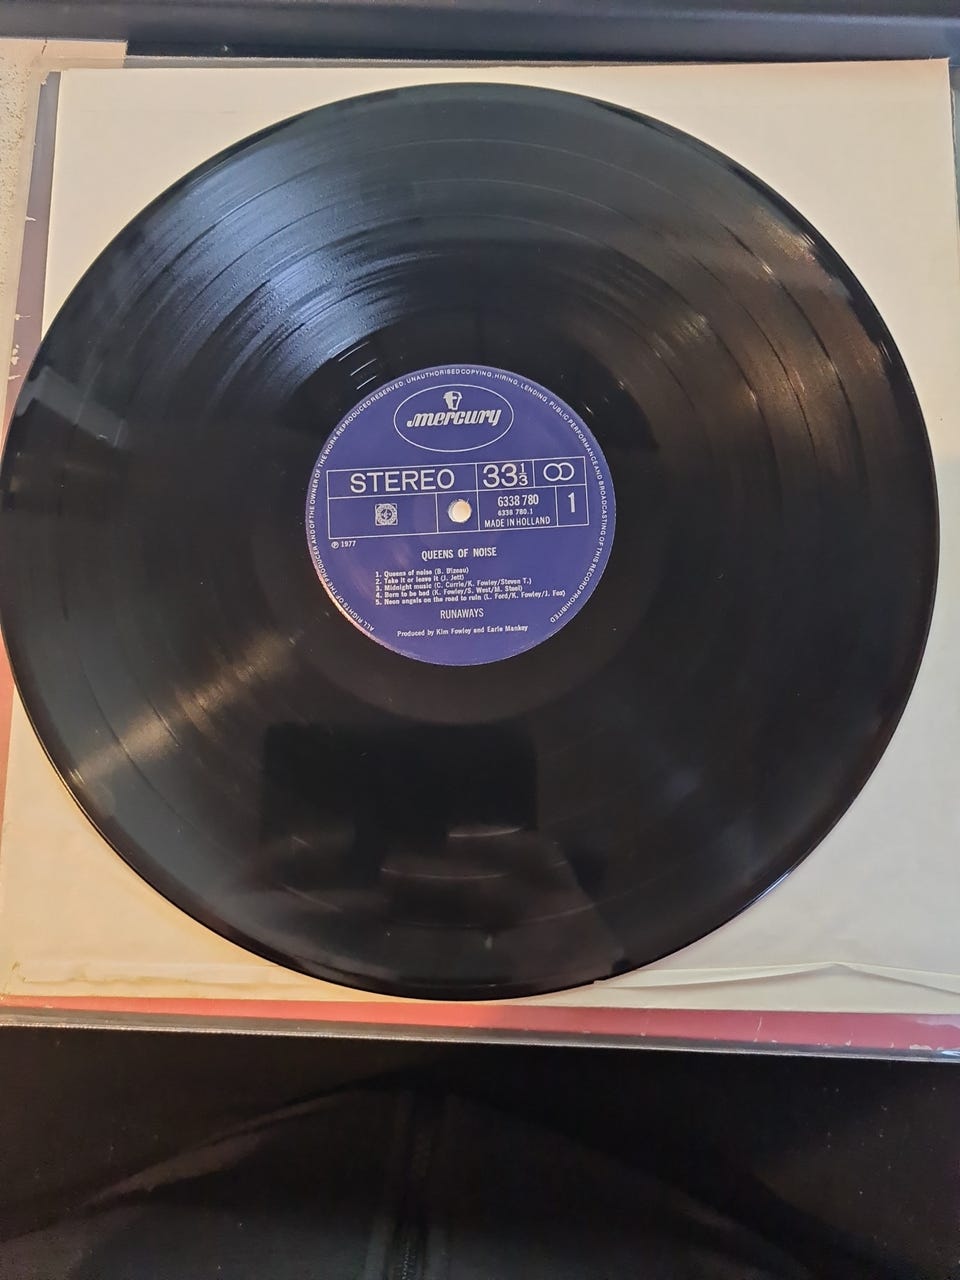 ALL RIGHTS OF THE PRODUCER AND OF THE OWNER OF THE WORK REPRODUCED RESERVED. UNAUTHORISED COPYING, HIRING, LENDING, PUBLIC PERFORMANCE AND BROADCASTING OF THIS RECORD PROHIBITED
mercury
STEREO 33⅓
6338 780 1
6338 780.1
MADE IN HOLLAND
℗ 1977
QUEENS OF NOISE
1. Queens of noise (B. Bizeau)
2. Take it or leave it (J. Jett)
3. Midnight music (C. Currie/K. Fowley/Steven T.)
4. Born to be bad (K. Fowley/S. West/M. Steel)
5. Neon angels on the road to ruin (L. Ford/K. Fowley/J. Fox)
RUNAWAYS
Produced by Kim Fowley and Earle Mankey